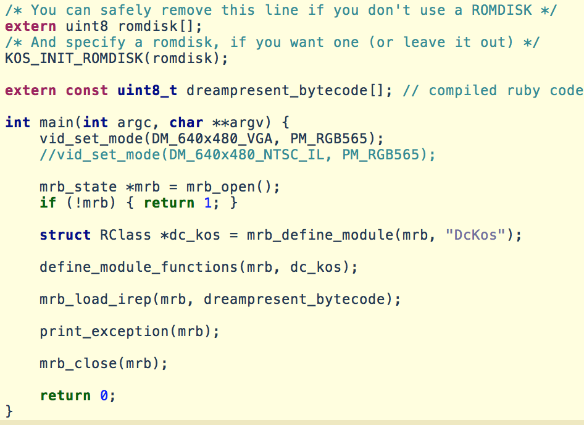 /* You can safely remove this line if you don't use a ROMDISK */
extern uint8 romdisk[];
/* And specify a romdisk, if you want one (or leave it out) */
KOS_INIT_ROMDISK(romdisk);

extern const uint8_t dreampresent_bytecode[]; // compiled ruby code

int main(int argc, char **argv) {
    vid_set_mode(DM_640x480_VGA, PM_RGB565);
    //vid_set_mode(DM_640x480_NTSC_IL, PM_RGB565);

    mrb_state *mrb = mrb_open();
    if (!mrb) { return 1; }

    struct RClass *dc_kos = mrb_define_module(mrb, "DcKos");

    define_module_functions(mrb, dc_kos);

    mrb_load_irep(mrb, dreampresent_bytecode);

    print_exception(mrb);

    mrb_close(mrb);

    return 0;
}